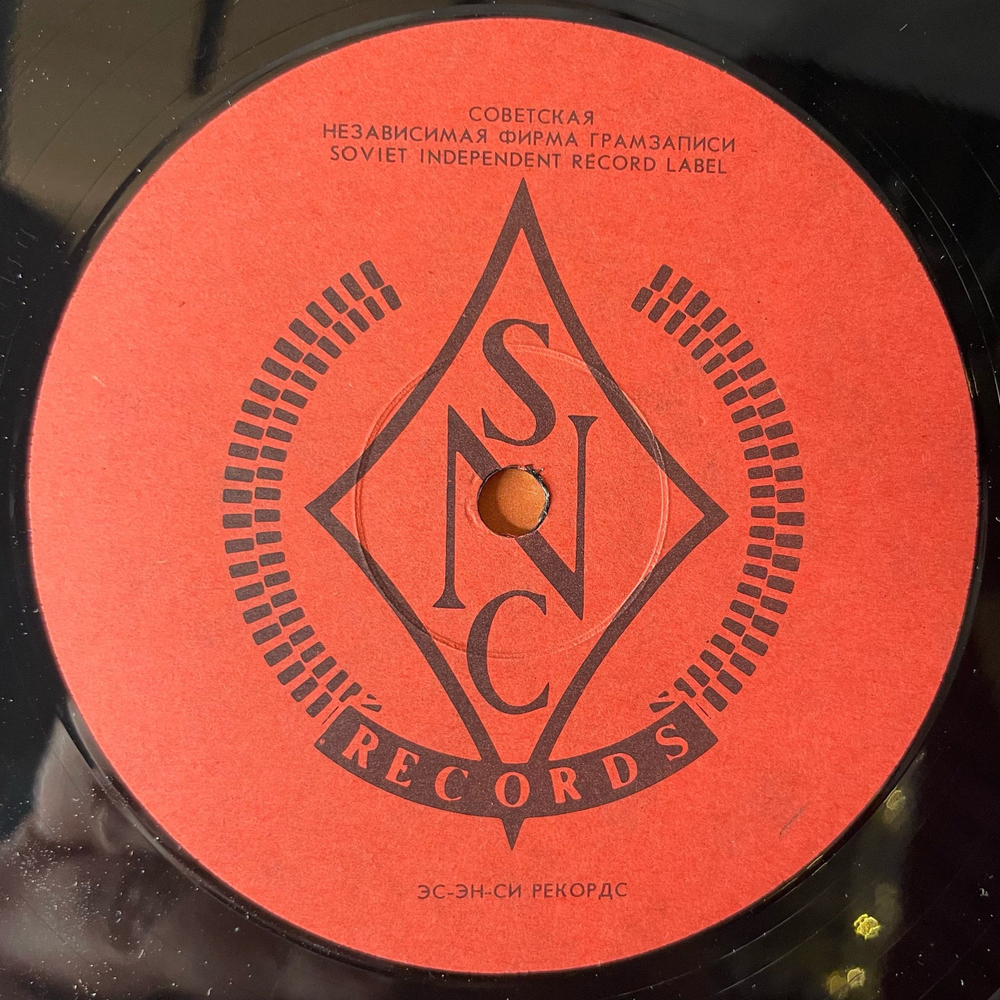 СОВЕТСКАЯ
НЕЗАВИСИМАЯ ФИРМА ГРАМЗАПИСИ
SOVIET INDEPENDENT RECORD LABEL
S
N
C
RECORDS
ЭС-ЭН-СИ РЕКОРДС